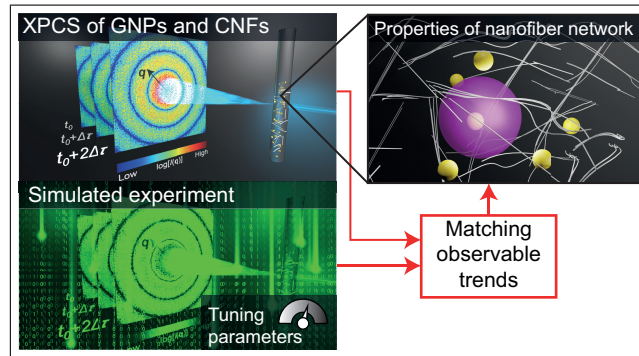 XPCS of GNPs and CNFs
q
t₀
t₀+Δτ
t₀+2Δτ
Low
log[I(q)]
High
Properties of nanofiber network
Simulated experiment
q
t₀
t₀+Δτ
t₀+2Δτ
Tuning
parameters
Matching
observable
trends